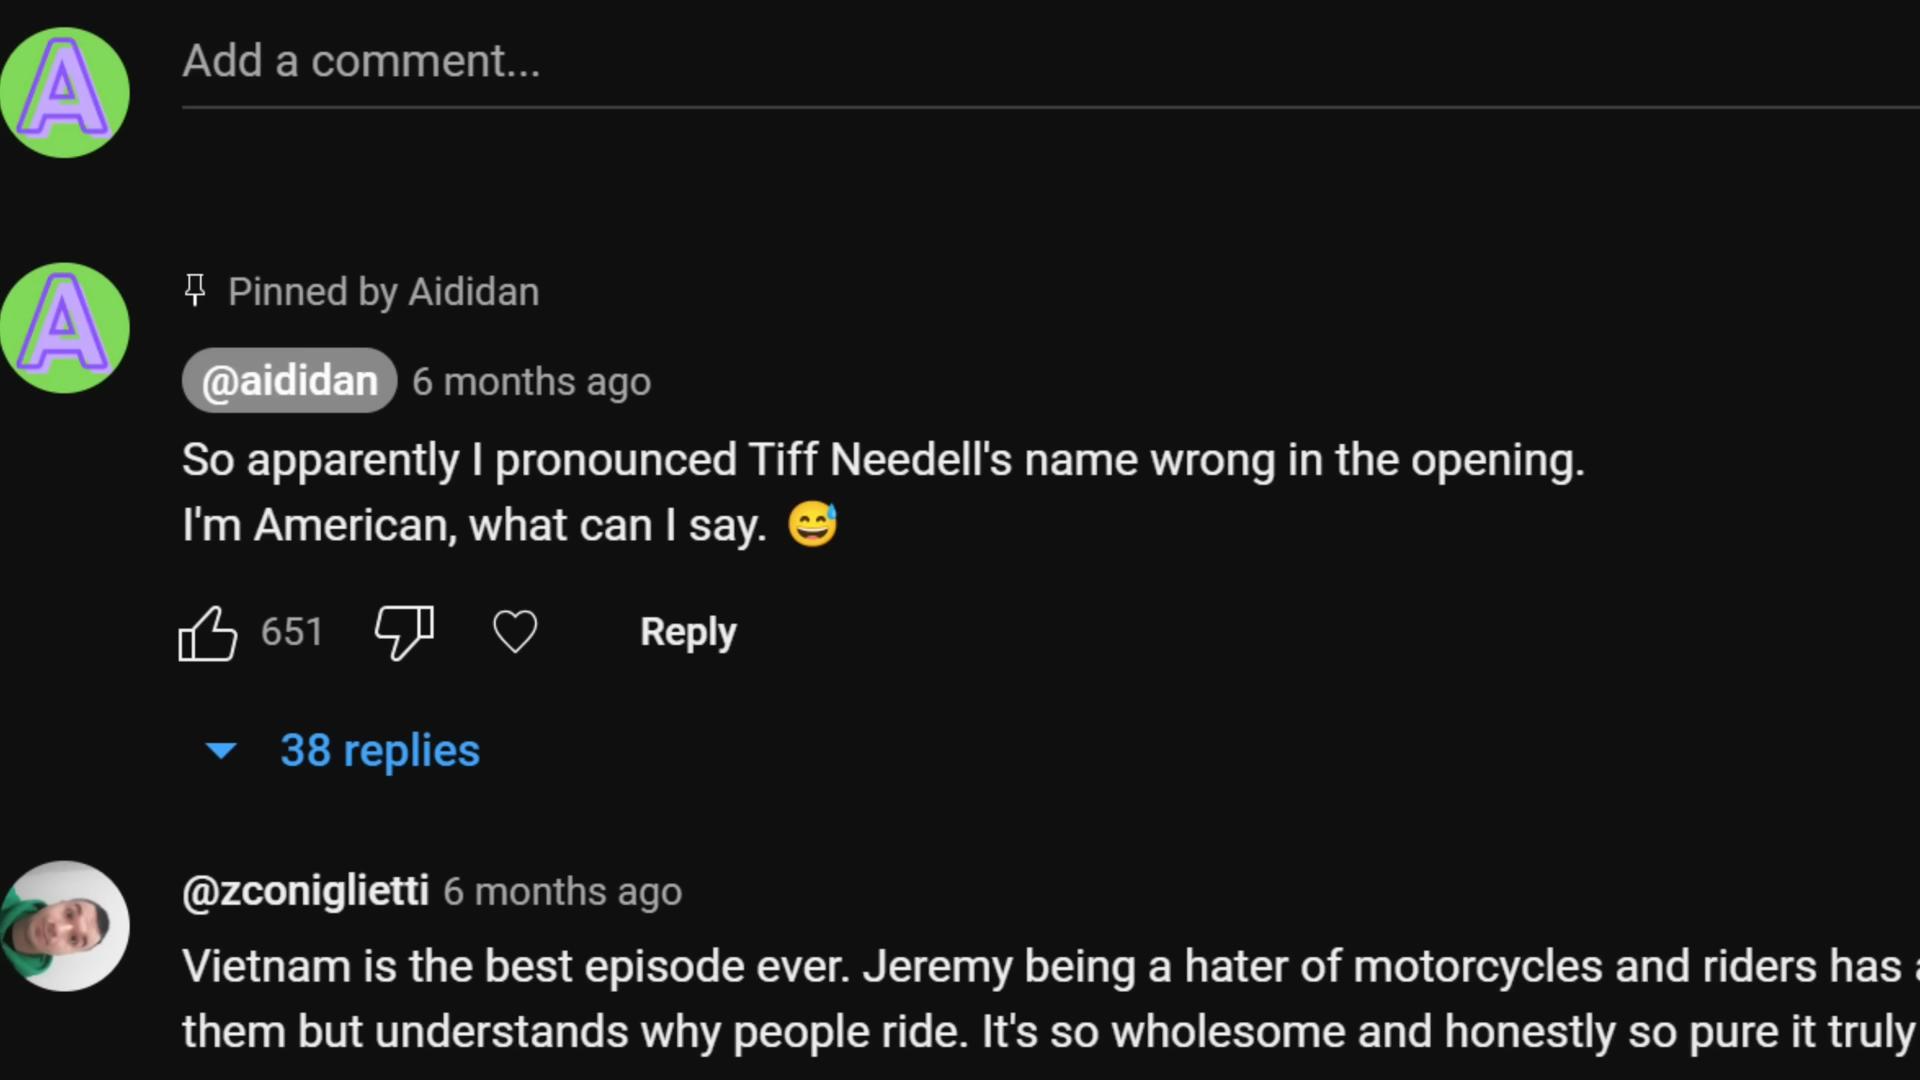 Add a comment...
Pinned by Aididan
@aididan 6 months ago
So apparently I pronounced Tiff Needell's name wrong in the opening.
I'm American, what can I say. 😅
651 Reply
38 replies
@zconiglietti 6 months ago
Vietnam is the best episode ever. Jeremy being a hater of motorcycles and riders has
them but understands why people ride. It's so wholesome and honestly so pure it truly